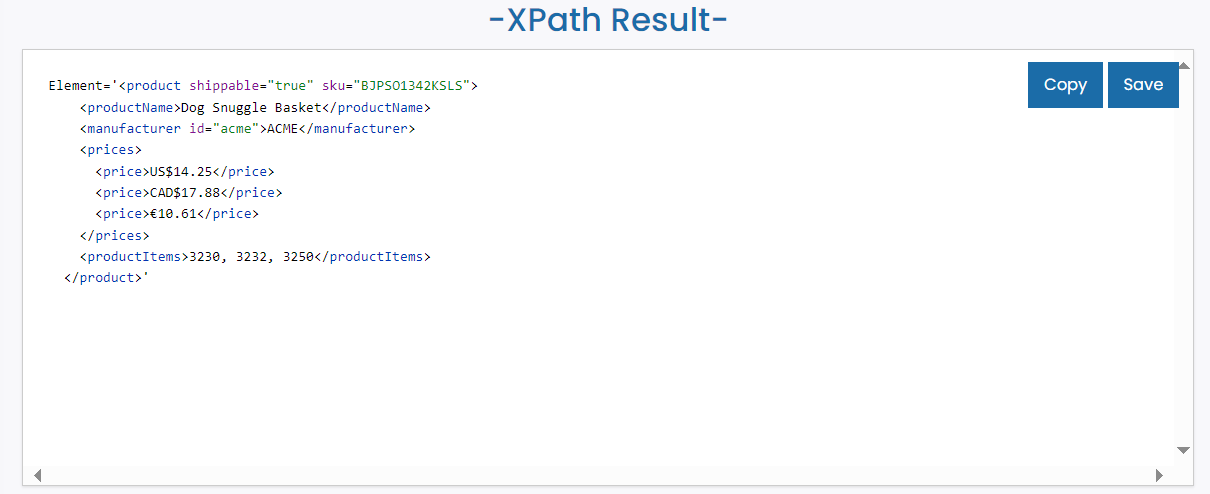 -XPath Result-
Copy
Save
Element='<product shippable="true" sku="BJPSO1342KSLS">
    <productName>Dog Snuggle Basket</productName>
    <manufacturer id="acme">ACME</manufacturer>
    <prices>
      <price>US$14.25</price>
      <price>CAD$17.88</price>
      <price>€10.61</price>
    </prices>
    <productItems>3230, 3232, 3250</productItems>
  </product>'